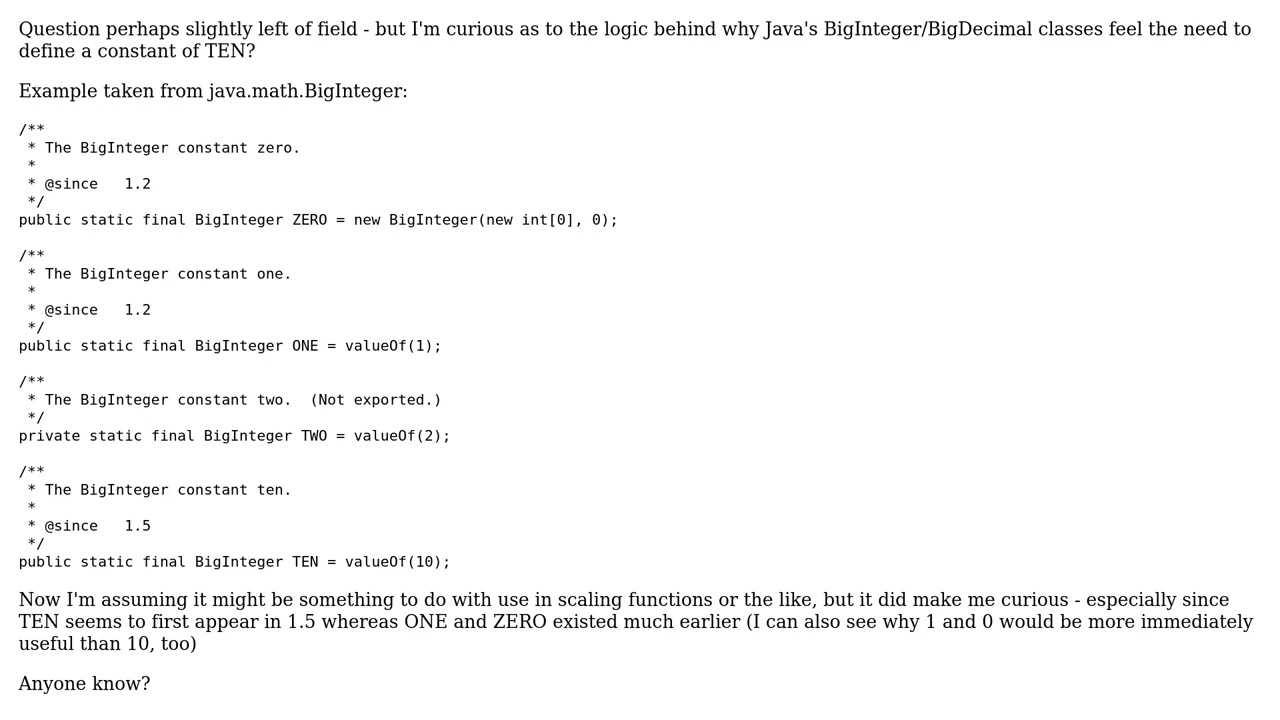 Question perhaps slightly left of field - but I'm curious as to the logic behind why Java's BigInteger/BigDecimal classes feel the need to
define a constant of TEN?
Example taken from java.math.BigInteger:
/**
 * The BigInteger constant zero.
 *
 * @since   1.2
 */
public static final BigInteger ZERO = new BigInteger(new int[0], 0);
/**
 * The BigInteger constant one.
 *
 * @since   1.2
 */
public static final BigInteger ONE = valueOf(1);
/**
 * The BigInteger constant two.  (Not exported.)
 */
private static final BigInteger TWO = valueOf(2);
/**
 * The BigInteger constant ten.
 *
 * @since   1.5
 */
public static final BigInteger TEN = valueOf(10);
Now I'm assuming it might be something to do with use in scaling functions or the like, but it did make me curious - especially since
TEN seems to first appear in 1.5 whereas ONE and ZERO existed much earlier (I can also see why 1 and 0 would be more immediately
useful than 10, too)
Anyone know?